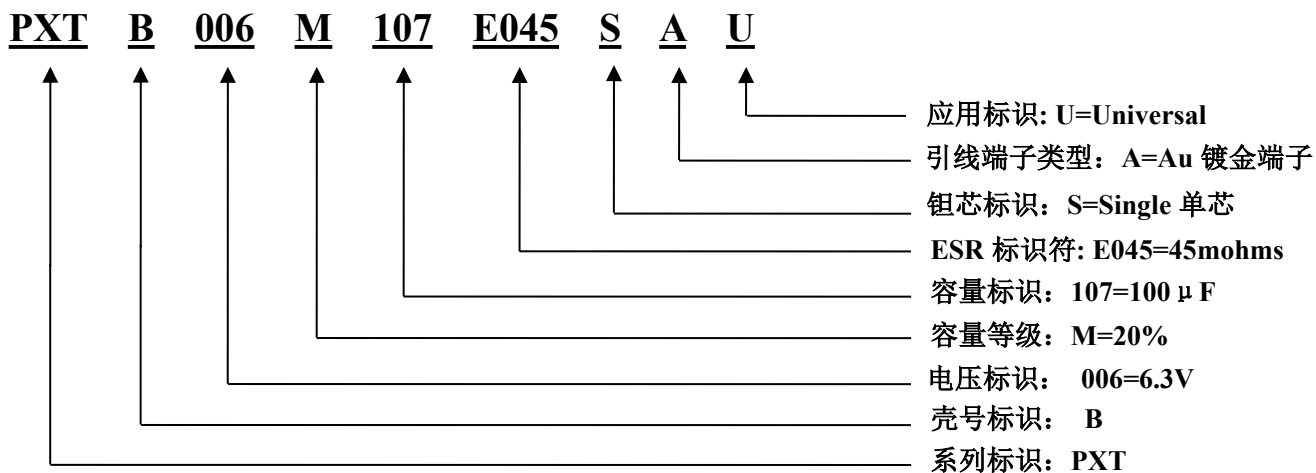 PXT B 006 M 107 E045 S A U
应用标识: U=Universal
引线端子类型：A=Au 镀金端子
钽芯标识：S=Single 单芯
ESR 标识符: E045=45mohms
容量标识：107=100μF
容量等级：M=20%
电压标识： 006=6.3V
壳号标识： B
系列标识：PXT